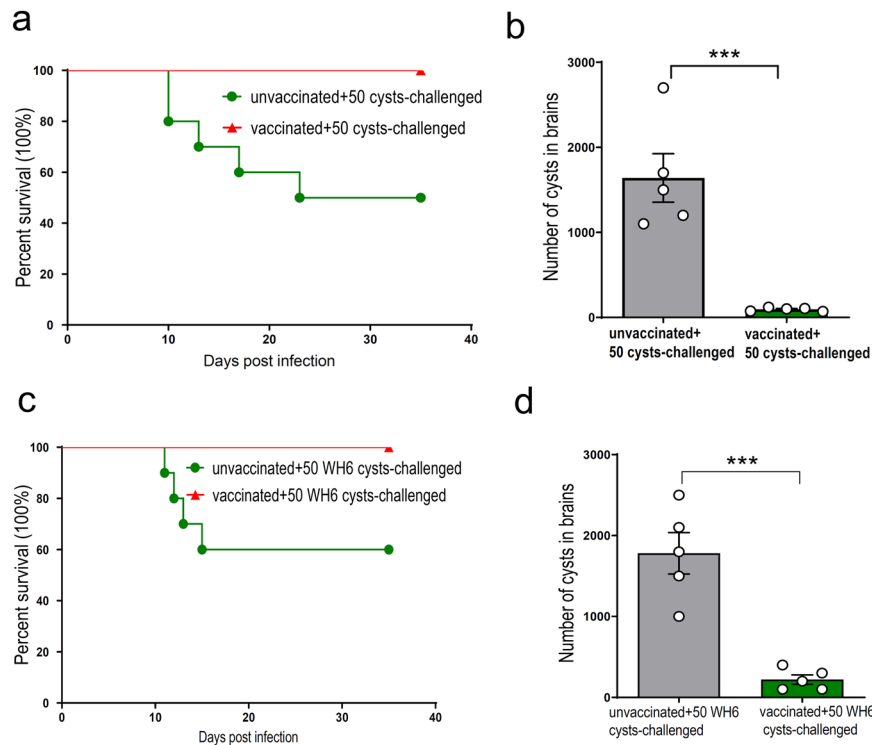 a
Percent survival (100%)
100
80
60
40
20
0
unvaccinated+50 cysts-challenged
vaccinated+50 cysts-challenged
0 10 20 30 40
Days post infection
b
***
Number of cysts in brains
3000
2000
1000
0
unvaccinated+
50 cysts-challenged
vaccinated+
50 cysts-challenged
c
Percent survival (100%)
100
80
60
40
20
0
unvaccinated+50 WH6 cysts-challenged
vaccinated+50 WH6 cysts-challenged
0 10 20 30 40
Days post infection
d
***
Number of cysts in brains
3000
2000
1000
0
unvaccinated+50 WH6
cysts-challenged
vaccinated+50 WH6
cysts-challenged